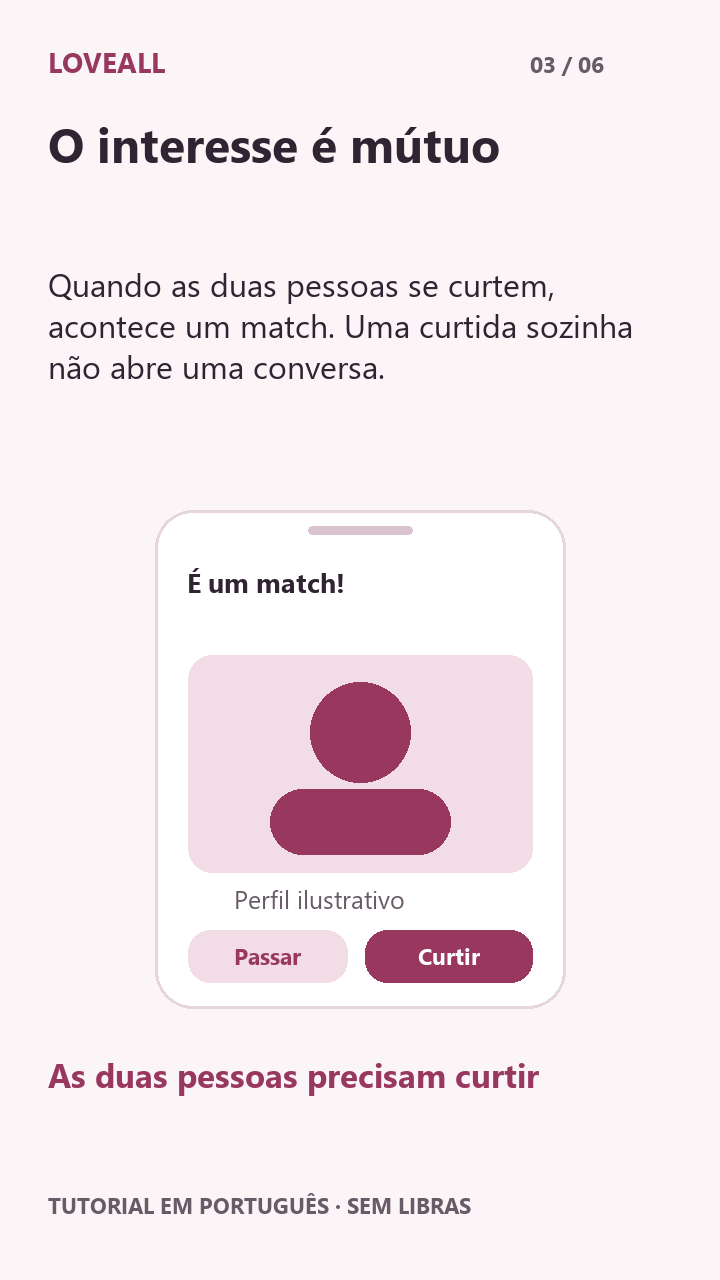 LOVEALL
03 / 06
O interesse é mútuo
Quando as duas pessoas se curtem,
acontece um match. Uma curtida sozinha
não abre uma conversa.
É um match!
Perfil ilustrativo
Passar
Curtir
As duas pessoas precisam curtir
TUTORIAL EM PORTUGUÊS · SEM LIBRAS